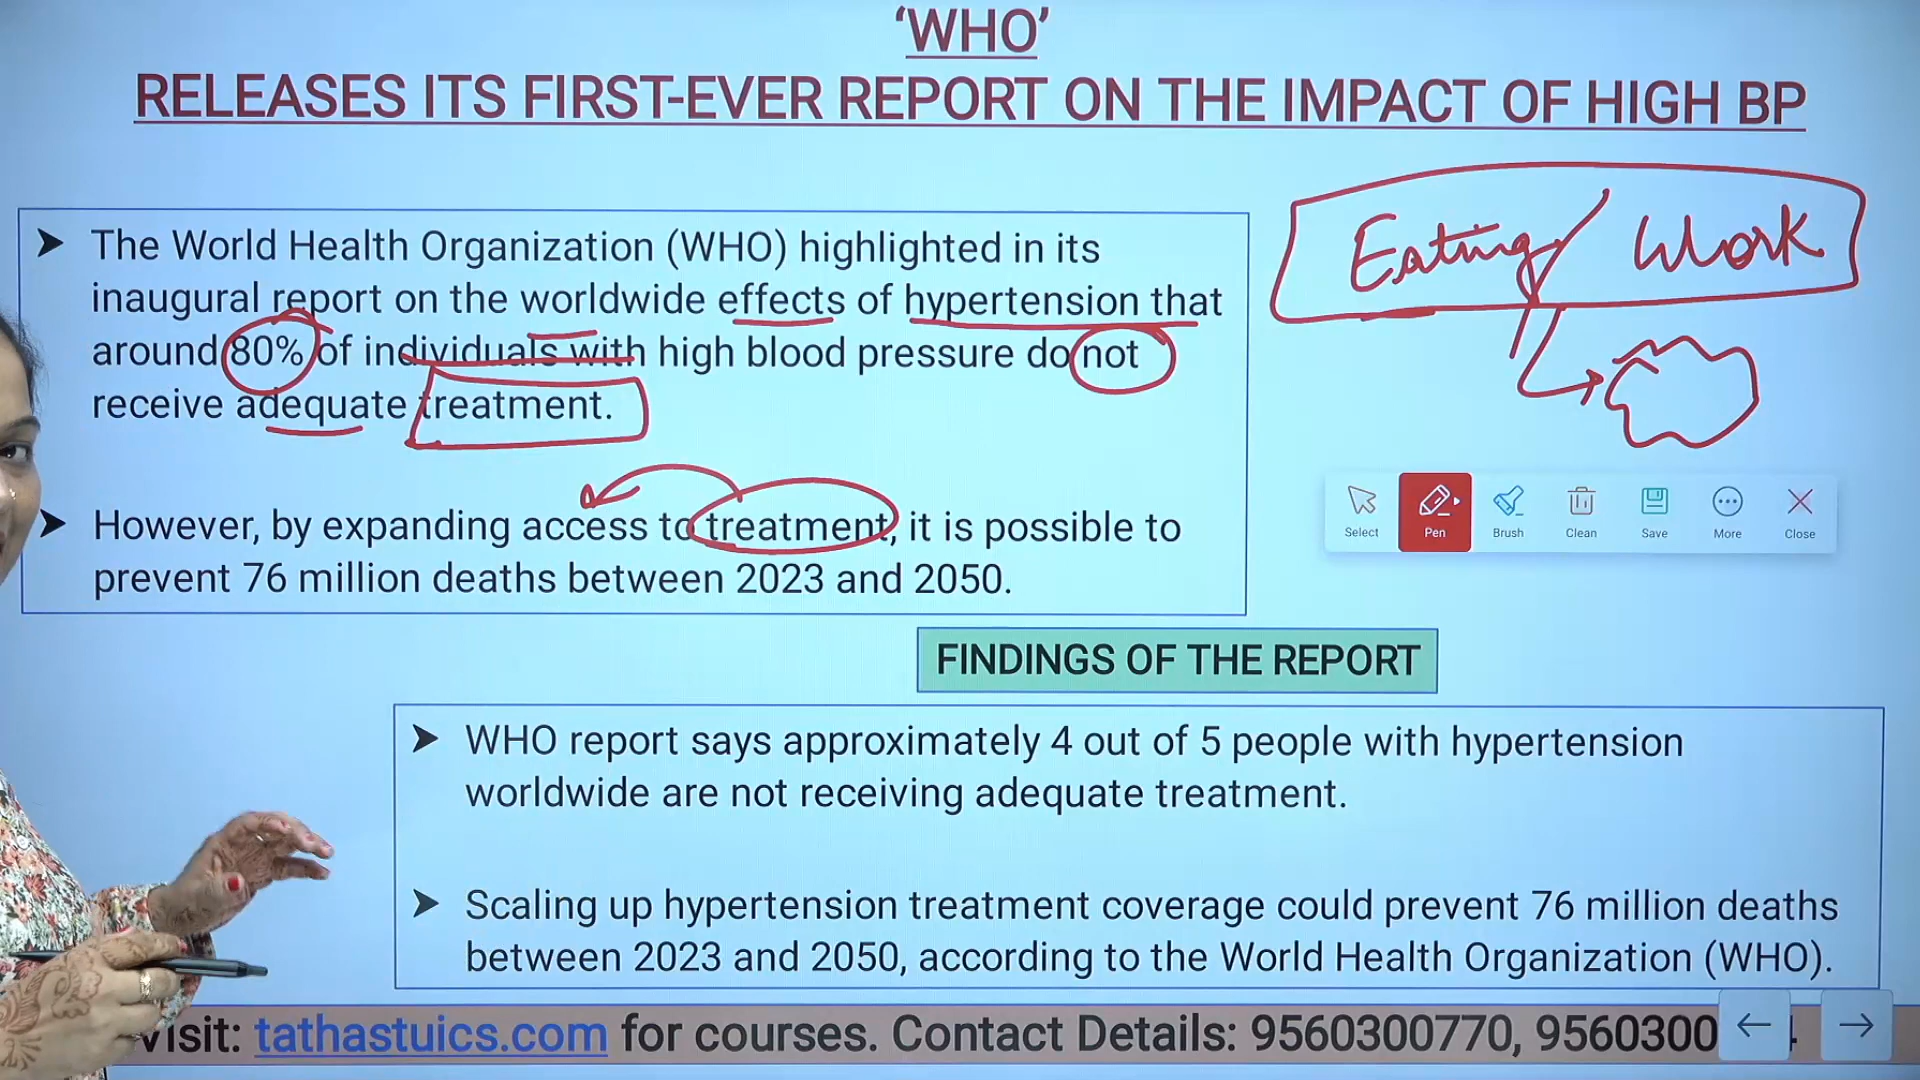 ‘WHO’
RELEASES ITS FIRST-EVER REPORT ON THE IMPACT OF HIGH BP
➤ The World Health Organization (WHO) highlighted in its
inaugural report on the worldwide effects of hypertension that
around 80% of individuals with high blood pressure do not
receive adequate treatment.
➤ However, by expanding access to treatment, it is possible to
prevent 76 million deaths between 2023 and 2050.
Eating / Work
Select Pen Brush Clean Save More Close
FINDINGS OF THE REPORT
➤ WHO report says approximately 4 out of 5 people with hypertension
worldwide are not receiving adequate treatment.
➤ Scaling up hypertension treatment coverage could prevent 76 million deaths
between 2023 and 2050, according to the World Health Organization (WHO).
Visit: tathastuics.com for courses. Contact Details: 9560300770,